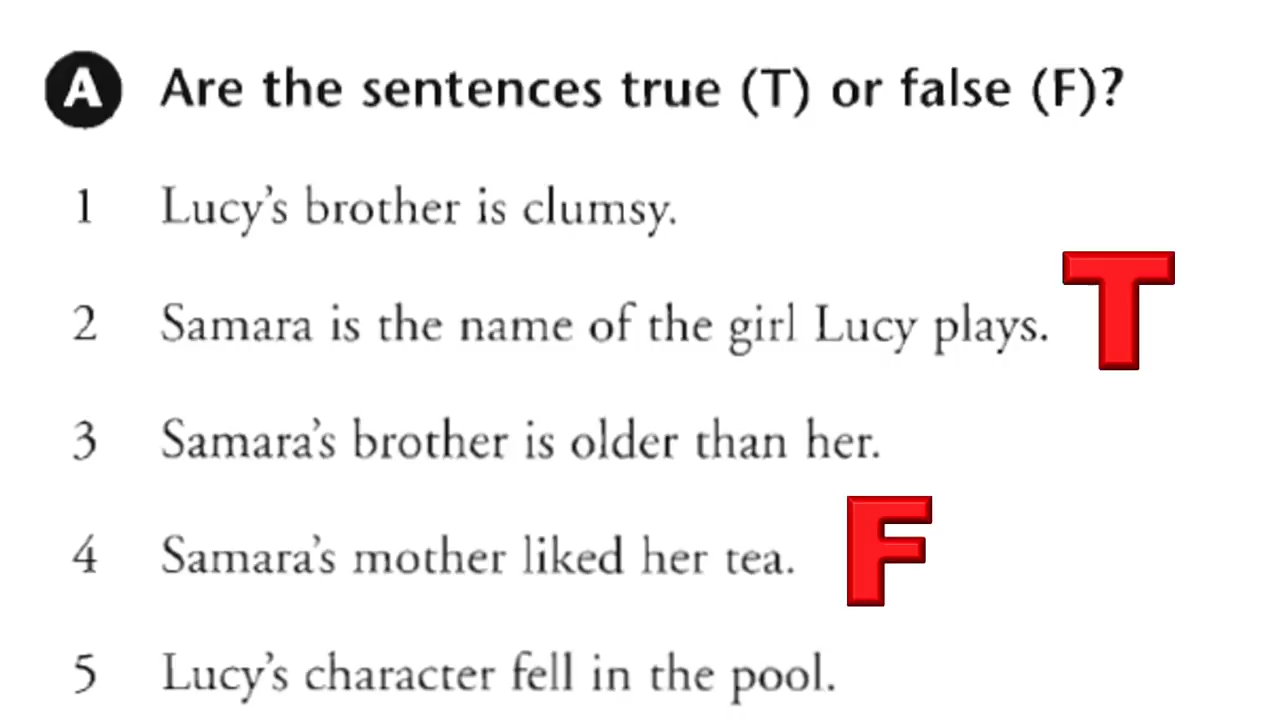 A Are the sentences true (T) or false (F)?
1 Lucy’s brother is clumsy.
2 Samara is the name of the girl Lucy plays. T
3 Samara’s brother is older than her.
4 Samara’s mother liked her tea. F
5 Lucy’s character fell in the pool.